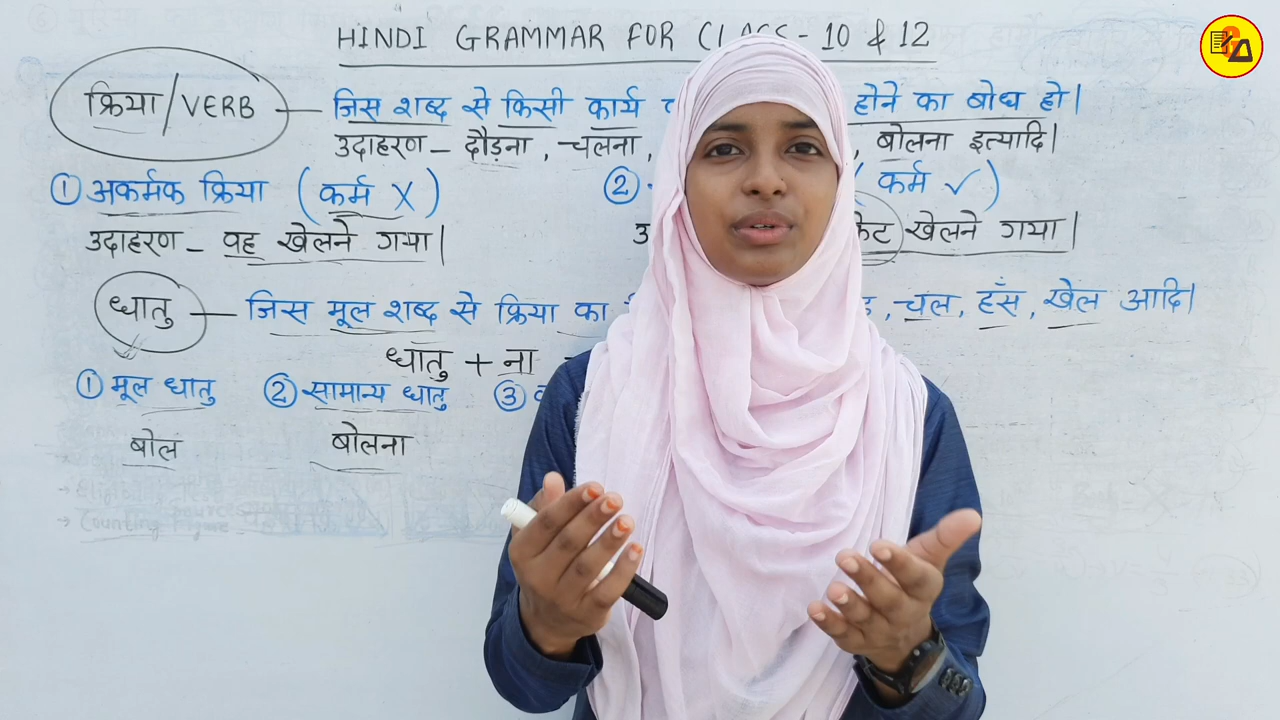 HINDI GRAMMAR FOR CLASS - 10 & 12
क्रिया/VERB — जिस शब्द से किसी कार्य होने का बोध हो|
उदाहरण – दौड़ना, चलना, , बोलना इत्यादि|
① अकर्मक क्रिया (कर्म X) ② (कर्म ✓)
उदाहरण – वह खेलने गया| खेलने गया|
धातु — जिस मूल शब्द से क्रिया का , चल, हँस, खेल आदि|
धातु + ना
① मूल धातु ② सामान्य धातु ③
बोल बोलना